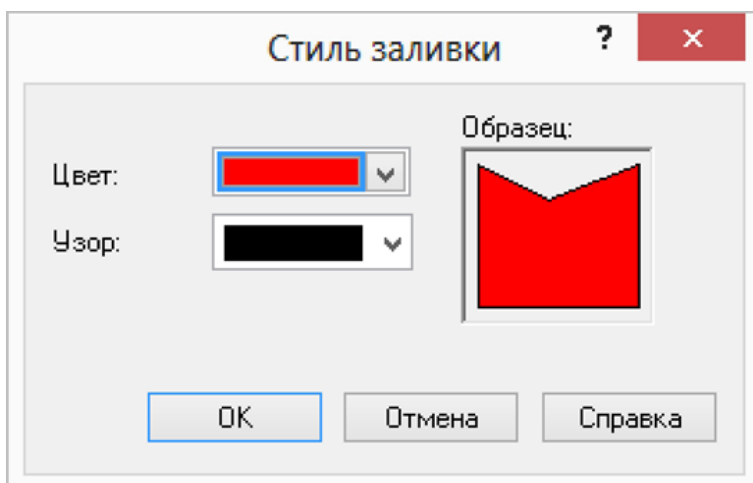 Стиль заливки ?
Образец:
Цвет:
Узор:
OK Отмена Справка